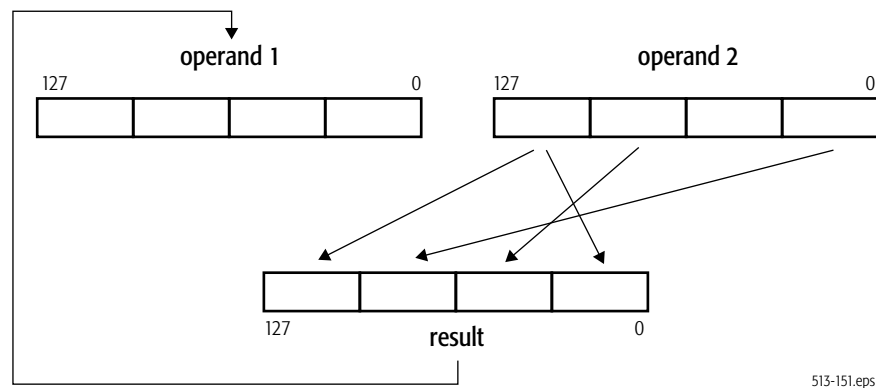 operand 1 operand 2
127 0 127 0
127 0
result
513-151.eps